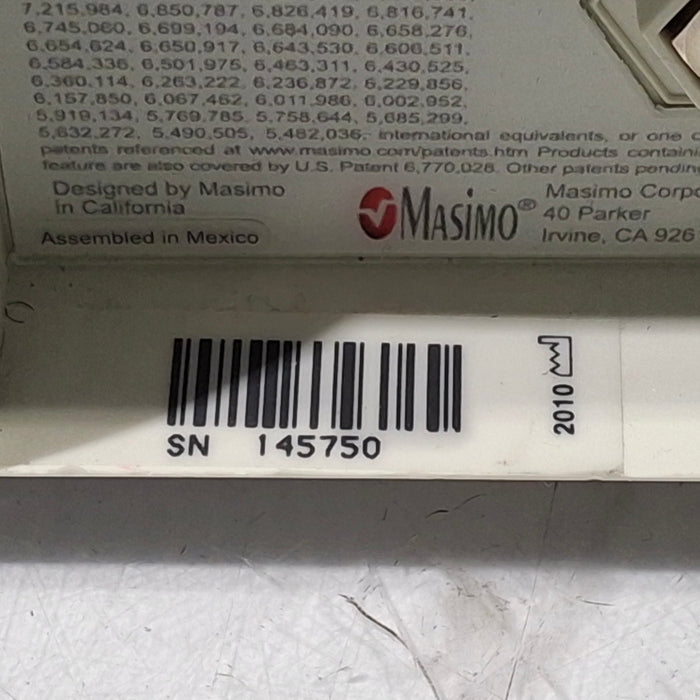 7,215,984, 6,850,787, 6,826,419, 6,816,741,
6,745,060, 6,699,194, 6,684,090, 6,658,276,
6,654,624, 6,650,917, 6,643,530, 6,606,511,
6,584,336, 6,501,975, 6,463,311, 6,430,525,
6,360,114, 6,263,222, 6,236,872, 6,229,856,
6,157,850, 6,067,462, 6,011,986, 6,002,952,
5,919,134, 5,769,785, 5,758,644, 5,685,299,
5,632,272, 5,490,505, 5,482,036, international equivalents, or one
patents referenced at www.masimo.com/patents.htm Products containi
feature are also covered by U.S. Patent 6,770,028. Other patents pending
Designed by Masimo
in California
Assembled in Mexico
MASiMO®
Masimo Corpo
40 Parker
Irvine, CA 926
SN 145750
2010